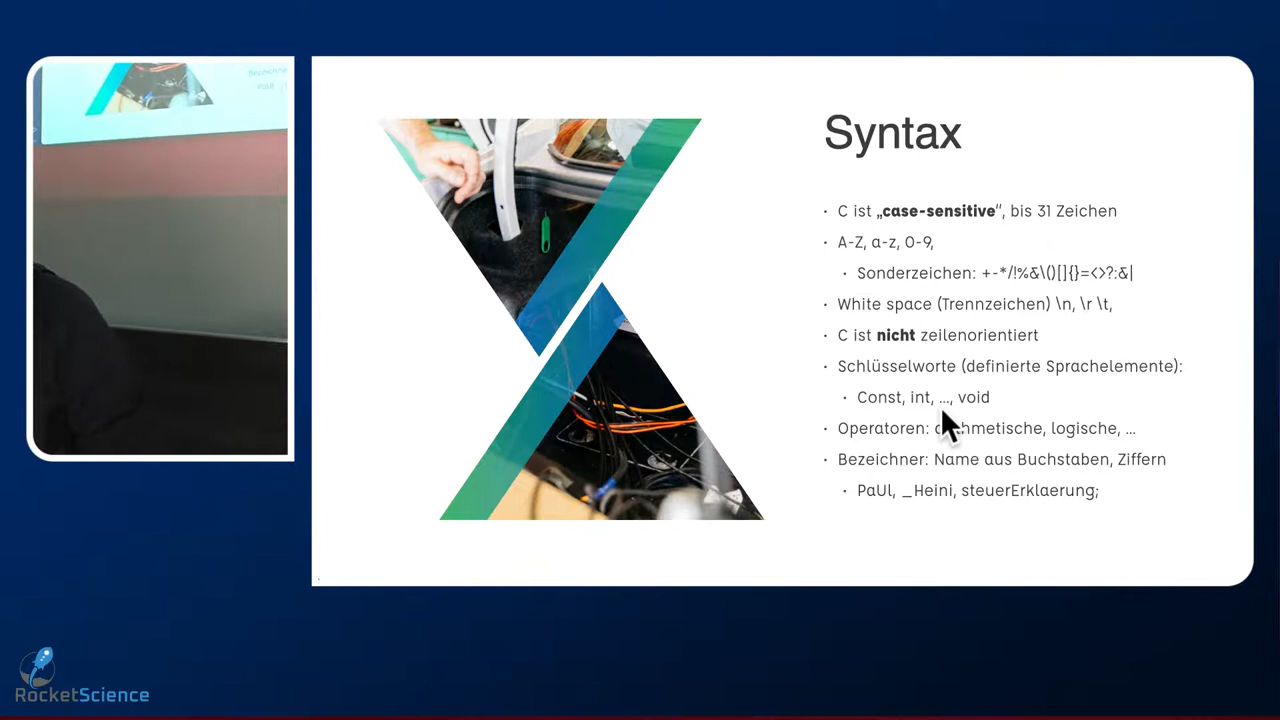 Syntax
· C ist „case-sensitive“, bis 31 Zeichen
· A-Z, a-z, 0-9,
· Sonderzeichen: +-*/!%&\()[]{}=<>?:&|
· White space (Trennzeichen) \n, \r \t,
· C ist nicht zeilenorientiert
· Schlüsselworte (definierte Sprachelemente):
· Const, int, ..., void
· Operatoren: arithmetische, logische, ...
· Bezeichner: Name aus Buchstaben, Ziffern
· PaUl, _Heini, steuerErklaerung;
RocketScience